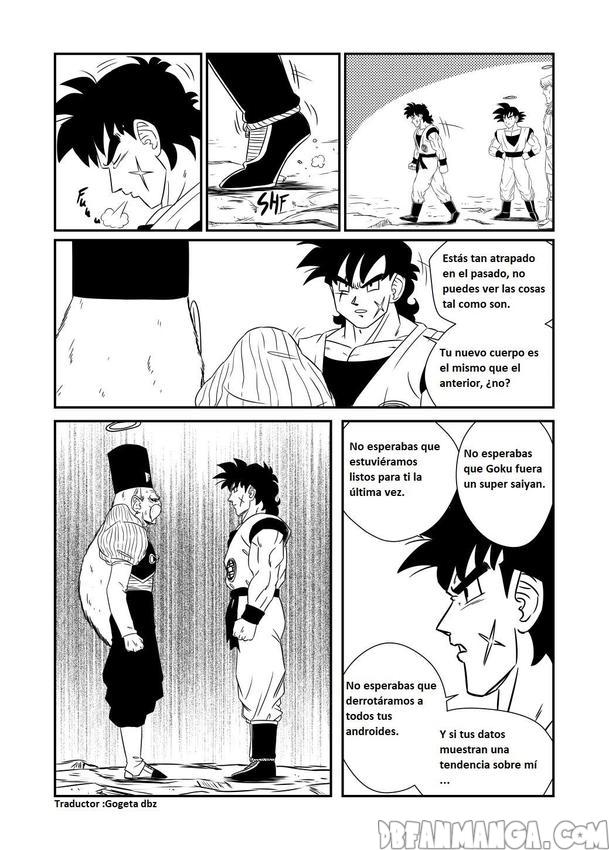 Fu
SHF
Estás tan atrapado
en el pasado, no
puedes ver las cosas
tal como son.
Tu nuevo cuerpo es
el mismo que el
anterior, ¿no?
No esperabas
que Goku fuera
un super saiyan.
No esperabas que
estuviéramos
listos para ti la
última vez.
No esperabas que
derrotáramos a
todos tus
androides.
Y si tus datos
muestran una
tendencia sobre mí
...
Traductor :Gogeta dbz
DBFANMANGA.COM